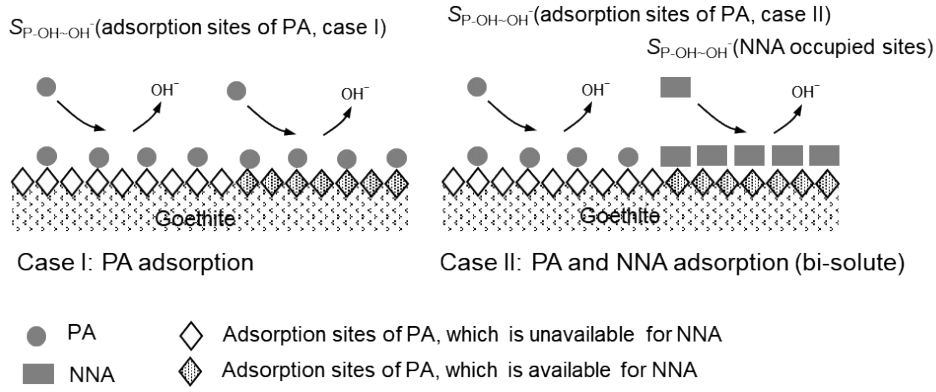 S_P-OH~OH⁻(adsorption sites of PA, case I)
S_P-OH~OH⁻(adsorption sites of PA, case II)
S_P-OH~OH⁻(NNA occupied sites)
OH⁻
OH⁻
OH⁻
OH⁻
Goethite
Goethite
Case I: PA adsorption
Case II: PA and NNA adsorption (bi-solute)
PA
Adsorption sites of PA, which is unavailable for NNA
NNA
Adsorption sites of PA, which is available for NNA